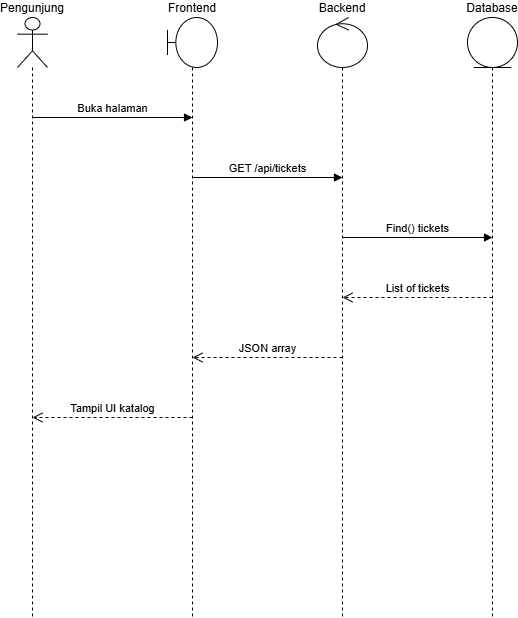 Pengunjung
Frontend
Backend
Database
Buka halaman
GET /api/tickets
Find() tickets
List of tickets
JSON array
Tampil UI katalog